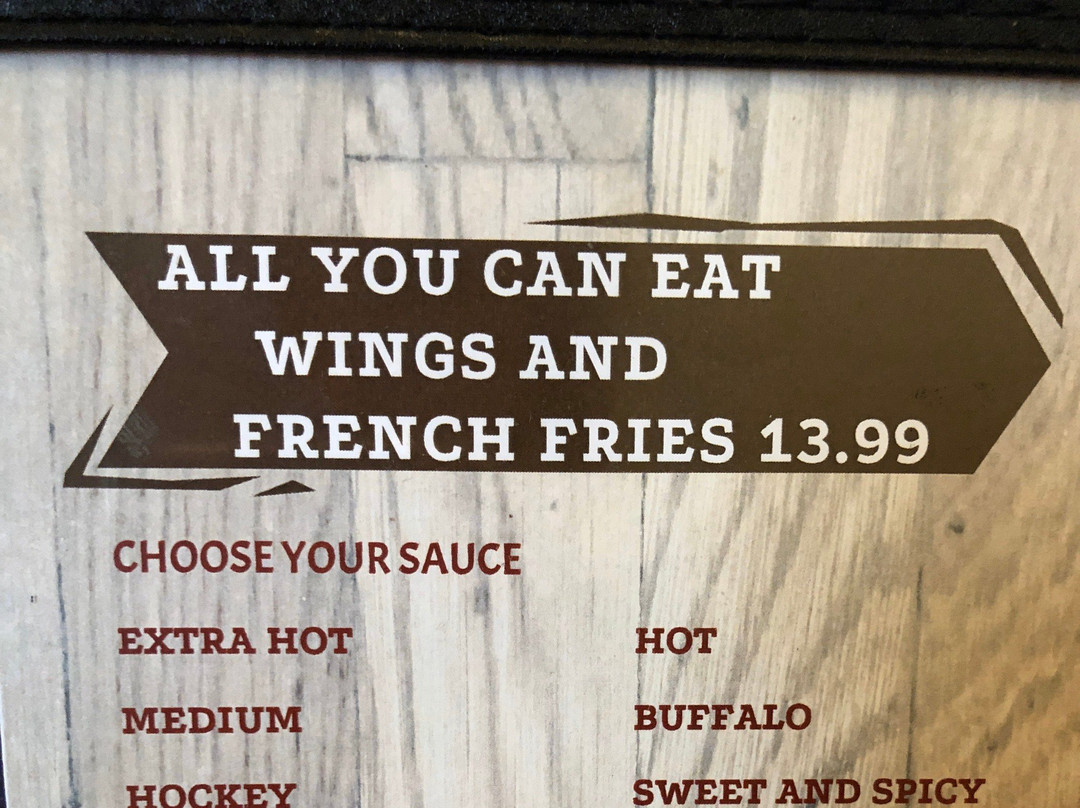 ALL YOU CAN EAT
WINGS AND
FRENCH FRIES 13.99
CHOOSE YOUR SAUCE
EXTRA HOT
HOT
MEDIUM
BUFFALO
HOCKEY
SWEET AND SPICY